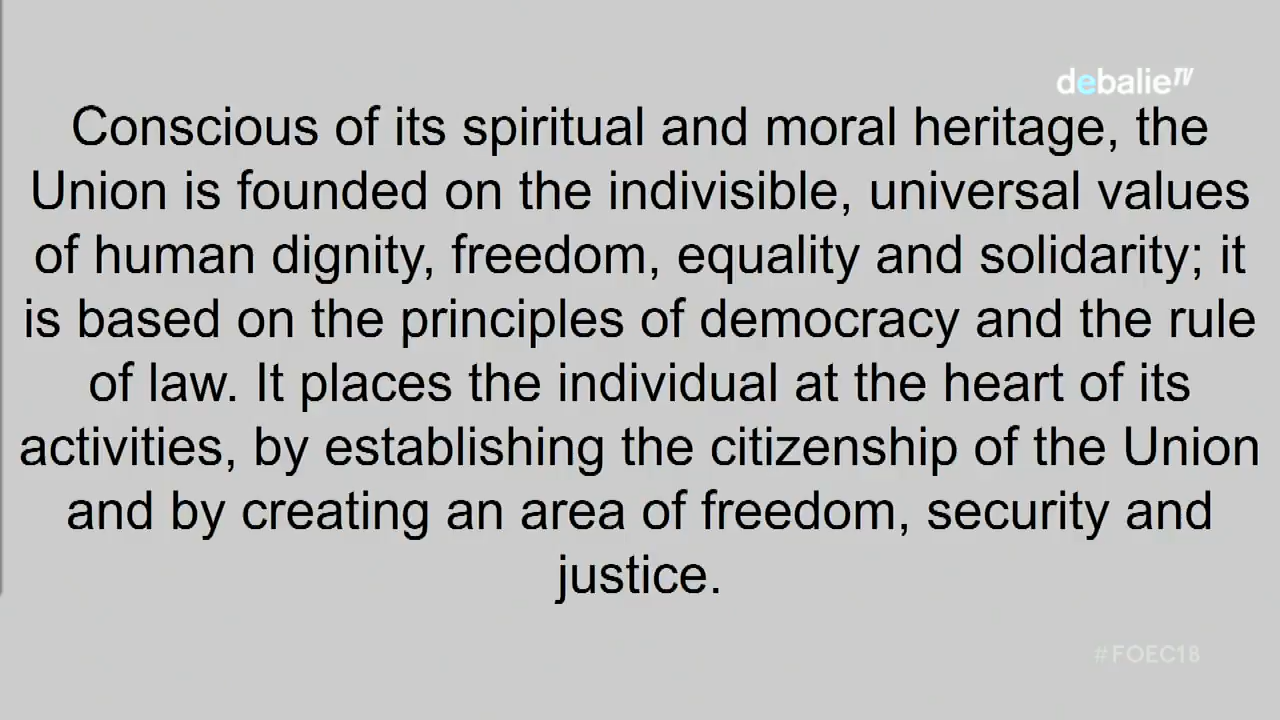 debalieTV
Conscious of its spiritual and moral heritage, the
Union is founded on the indivisible, universal values
of human dignity, freedom, equality and solidarity; it
is based on the principles of democracy and the rule
of law. It places the individual at the heart of its
activities, by establishing the citizenship of the Union
and by creating an area of freedom, security and
justice.
#FOEC18